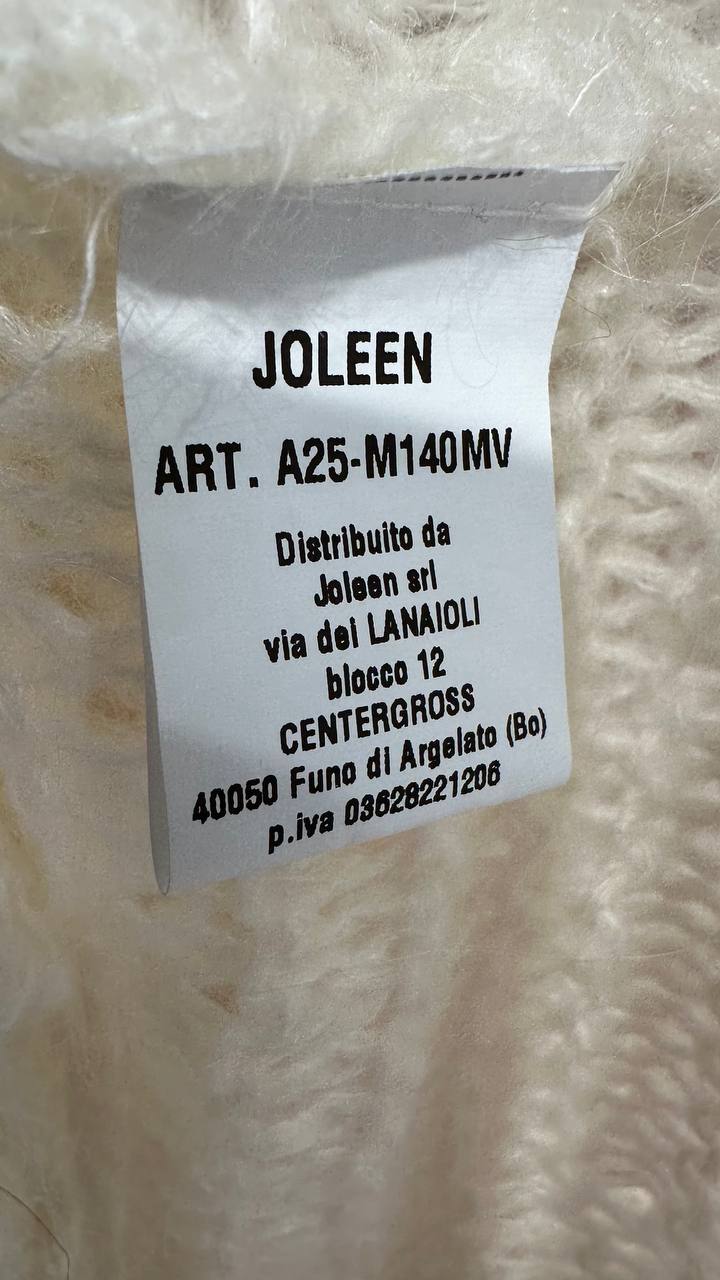 JOLEEN
ART. A25-M140MV
Distribuito da
Joleen srl
via dei LANAIOLI
blocco 12
CENTERGROSS
40050 Funo di Argelato (Bo)
p.iva 03628221206